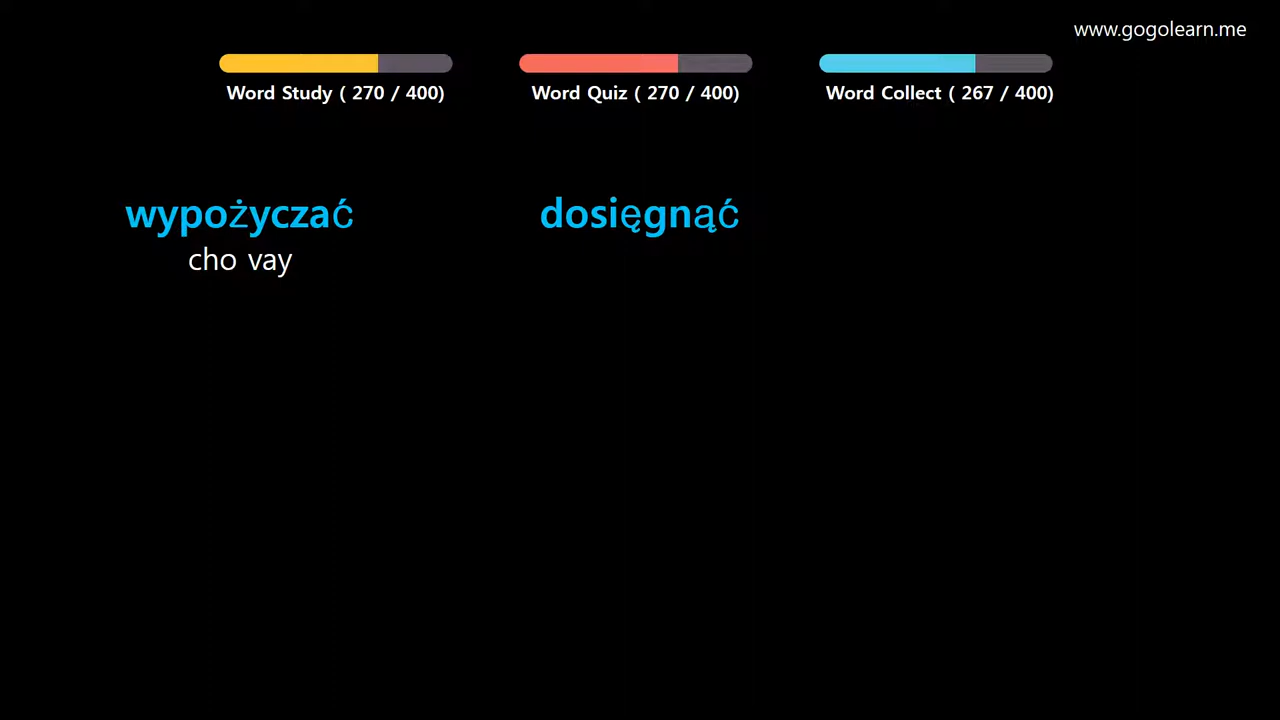 www.gogolearn.me
Word Study ( 270 / 400)
Word Quiz ( 270 / 400)
Word Collect ( 267 / 400)
wypożyczać
cho vay
dosięgnąć